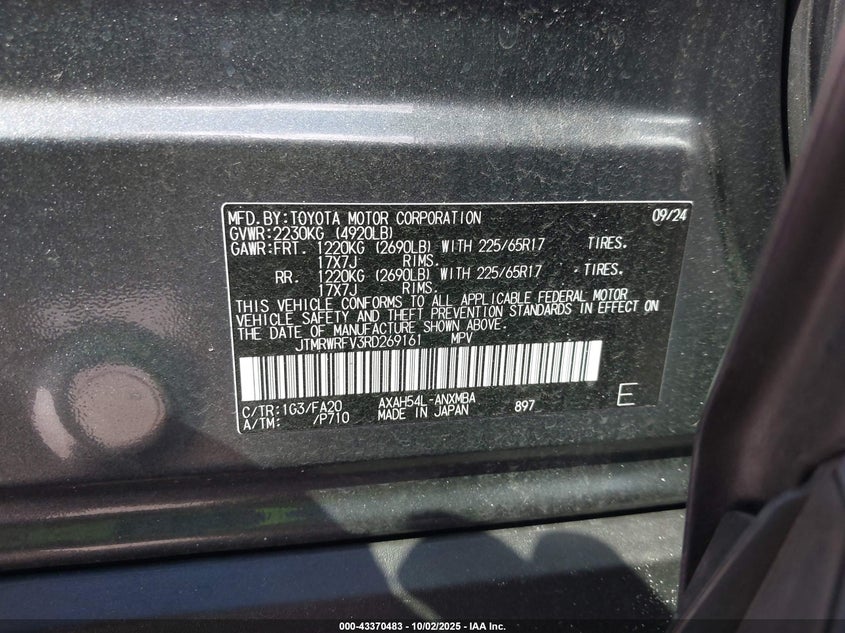 MFD. BY: TOYOTA MOTOR CORPORATION 09/24
GVWR: 2230KG (4920LB)
GAWR: FRT. 1220KG (2690LB) WITH 225/65R17 TIRES.
17X7J RIMS.
RR. 1220KG (2690LB) WITH 225/65R17 TIRES.
17X7J RIMS.
THIS VEHICLE CONFORMS TO ALL APPLICABLE FEDERAL MOTOR
VEHICLE SAFETY AND THEFT PREVENTION STANDARDS IN EFFECT ON
THE DATE OF MANUFACTURE SHOWN ABOVE.
JTMRWRFV3RD269161 MPV
C/TR: 1G3/FA20 AXAH54L-ANXMBA
A/TM: /P710 MADE IN JAPAN 897 E
000-43370483 - 10/02/2025 - IAA Inc.